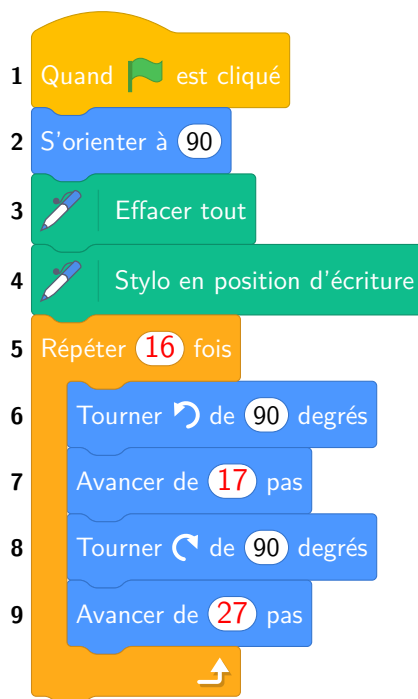 1 Quand est cliqué
2 S'orienter à 90
3 Effacer tout
4 Stylo en position d'écriture
5 Répéter 16 fois
6 Tourner de 90 degrés
7 Avancer de 17 pas
8 Tourner de 90 degrés
9 Avancer de 27 pas